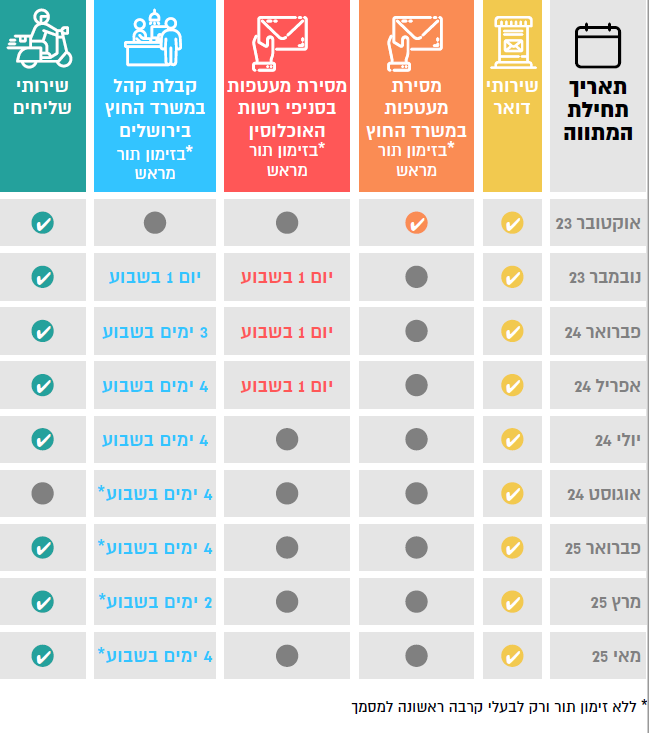 תאריך
תחילת
המתווה
שירותי
דואר
מסירת
מעטפות
במשרד החוץ
*בזימון תור
מראש
מסירת מעטפות
בסניפי רשות
האוכלוסין
*בזימון תור
מראש
קבלת קהל
במשרד החוץ
בירושלים
*בזימון תור
מראש
שירותי
שליחים
אוקטובר 23
נובמבר 23 יום 1 בשבוע יום 1 בשבוע
פברואר 24 יום 1 בשבוע 3 ימים בשבוע
אפריל 24 יום 1 בשבוע 4 ימים בשבוע
יולי 24 4 ימים בשבוע
אוגוסט 24 4 ימים בשבוע*
פברואר 25 4 ימים בשבוע*
מרץ 25 2 ימים בשבוע*
מאי 25 4 ימים בשבוע*
* ללא זימון תור ורק לבעלי קרבה ראשונה למסמך